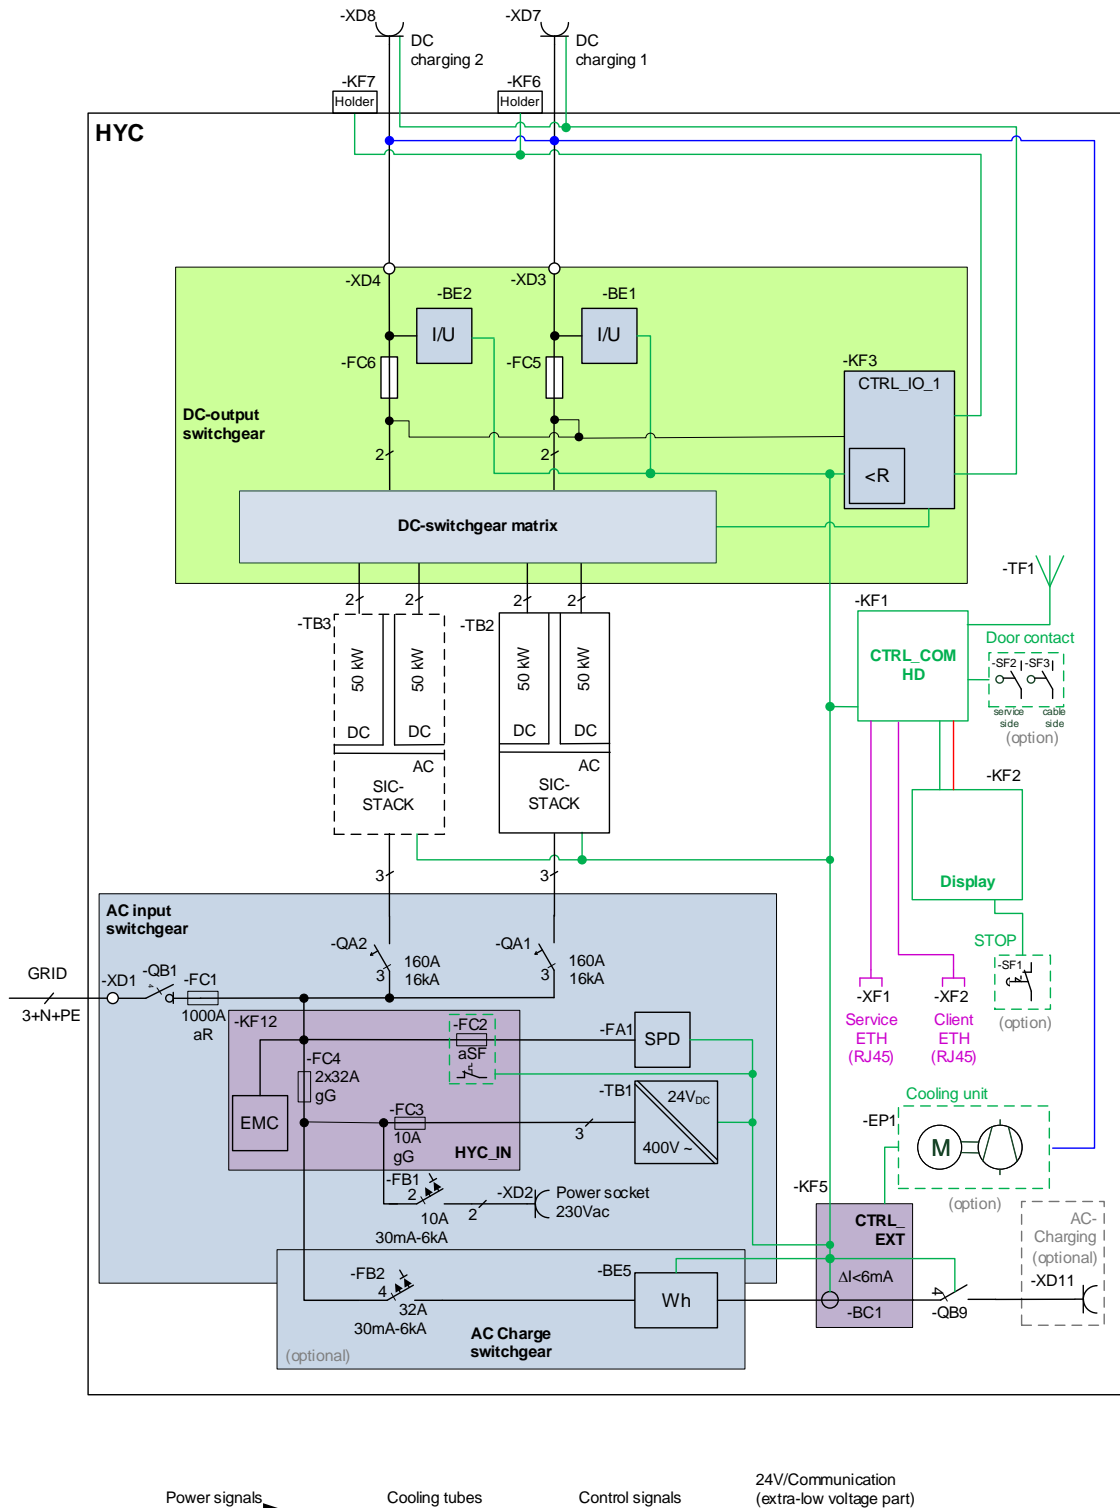 -XD8
-XD7
DC
charging 2
DC
charging 1
-KF7
Holder
-KF6
Holder
HYC
-XD4
-XD3
-BE2
I/U
-BE1
I/U
-FC6
-FC5
-KF3
CTRL_IO_1
<R
DC-output
switchgear
2
2
DC-switchgear matrix
2
2
2
2
-TB3
50 kW
50 kW
DC
DC
AC
SIC-
STACK
-TB2
50 kW
50 kW
DC
DC
AC
SIC-
STACK
-TF1
-KF1
CTRL_COM
HD
Door contact
-SF2
-SF3
service
side
cable
side
(option)
-KF2
Display
STOP
-SF1
(option)
-XF1
Service
ETH
(RJ45)
-XF2
Client
ETH
(RJ45)
3
3
AC input
switchgear
-QA2
3
160A
16kA
-QA1
3
160A
16kA
GRID
3+N+PE
-XD1
-QB1
-FC1
1000A
aR
-KF12
-FC2
aSF
-FA1
SPD
-FC4
2x32A
gG
EMC
-FC3
10A
gG
HYC_IN
3
-TB1
24VDC
400V ~
-FB1
2
10A
30mA-6kA
2
-XD2
Power socket
230Vac
Cooling unit
-EP1
M
(option)
-KF5
CTRL_
EXT
ΔI<6mA
-BC1
4
-QB9
AC-
Charging
(optional)
-XD11
-FB2
4
32A
30mA-6kA
-BE5
Wh
AC Charge
switchgear
(optional)
Power signals
Cooling tubes
Control signals
24V/Communication
(extra-low voltage part)